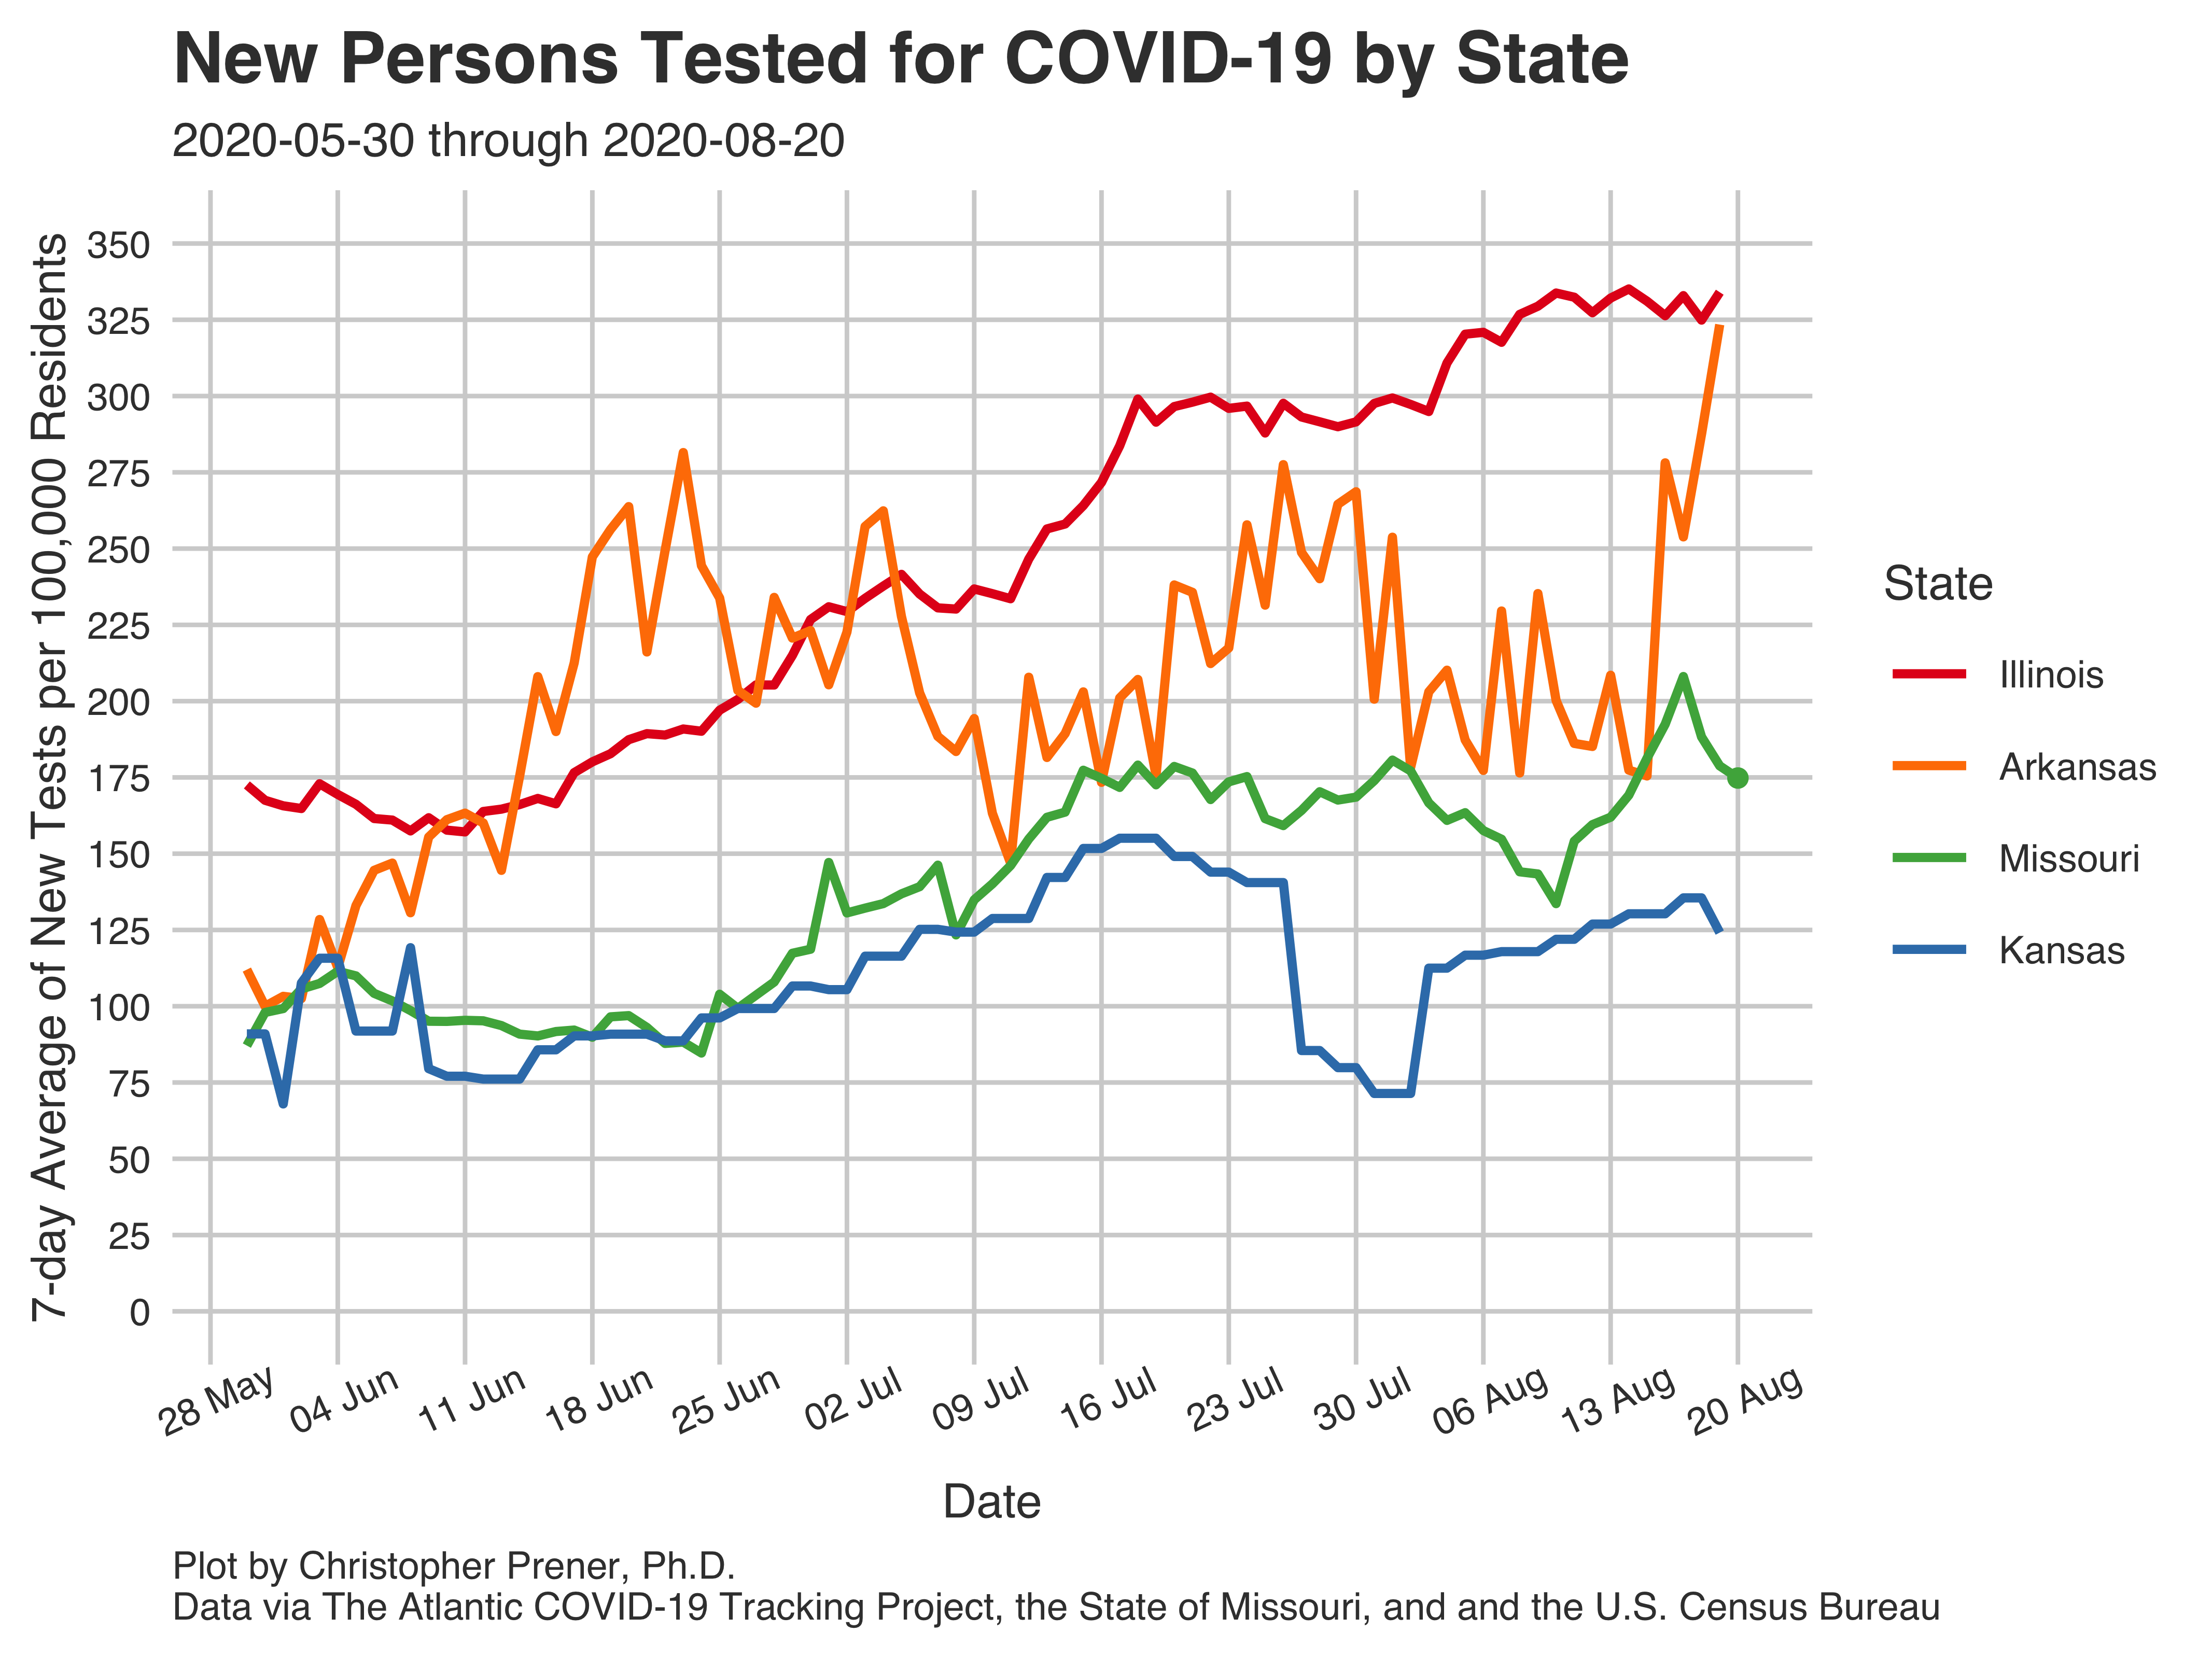 New Persons Tested for COVID-19 by State
2020-05-30 through 2020-08-20
7-day Average of New Tests per 100,000 Residents
350
325
300
275
250
225
200
175
150
125
100
75
50
25
0
28 May
04 Jun
11 Jun
18 Jun
25 Jun
02 Jul
09 Jul
16 Jul
23 Jul
30 Jul
06 Aug
13 Aug
20 Aug
Date
State
Illinois
Arkansas
Missouri
Kansas
Plot by Christopher Prener, Ph.D.
Data via The Atlantic COVID-19 Tracking Project, the State of Missouri, and and the U.S. Census Bureau